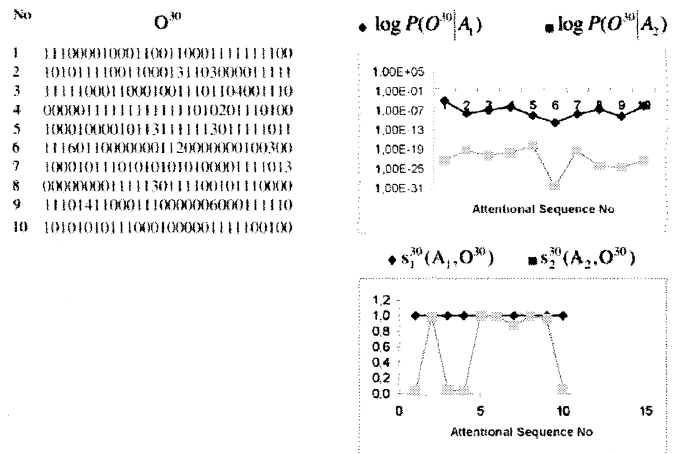 No O³⁰
1 111000010001100110001111111100
2 101011110011000131103000011111
3 111110001100010011101104001110
4 000001111111111111010201110100
5 100010000101131111113011111011
6 111601100000001120000000100300
7 100010111010101010100001111013
8 000000001111113011110010111000
9 111014110001110000006000111110
10 101010101111000100000111110010
log P(O³⁰|A₁) log P(O³⁰|A₂)
1.00E+05
1,00E-01
1,00E-07
1,00E-13
1,00E-19
1,00E-25
1,00E-31
1 2 3 4 5 6 7 8 9 10
Attentional Sequence No
s₁³⁰(A₁,O³⁰) s₂³⁰(A₂,O³⁰)
1,2
1,0
0,8
0,6
0,4
0,2
0,0
0 5 10 15
Attentional Sequence No